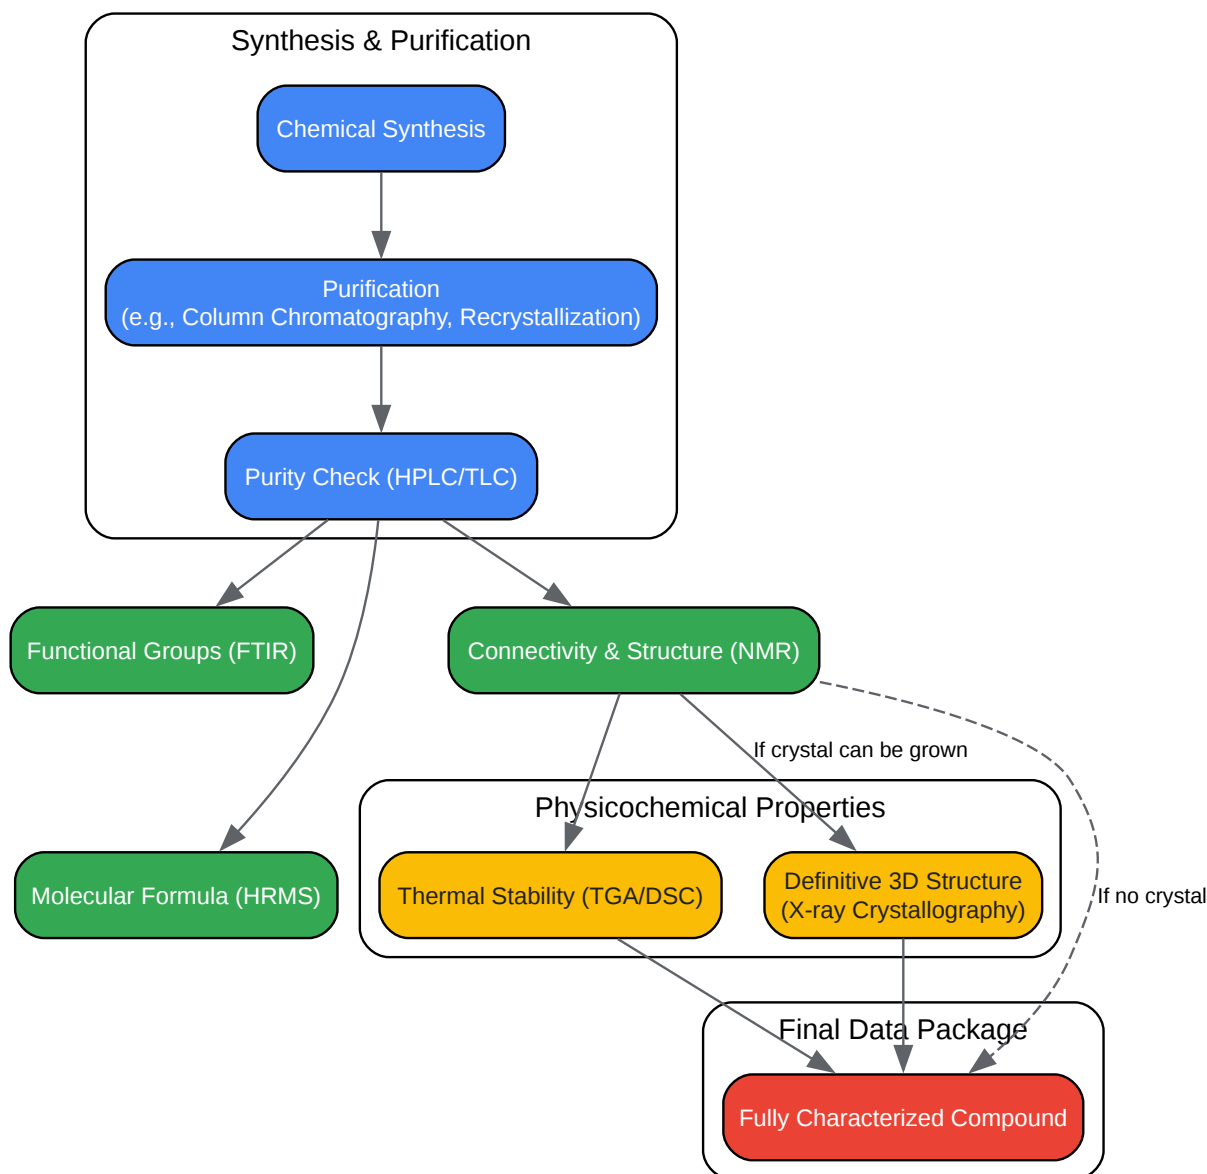 Synthesis & Purification
Chemical Synthesis
Purification
(e.g., Column Chromatography, Recrystallization)
Purity Check (HPLC/TLC)
Functional Groups (FTIR)
Connectivity & Structure (NMR)
If crystal can be grown
Physicochemical Properties
Molecular Formula (HRMS)
Thermal Stability (TGA/DSC)
Definitive 3D Structure
(X-ray Crystallography)
If no crystal
Final Data Package
Fully Characterized Compound